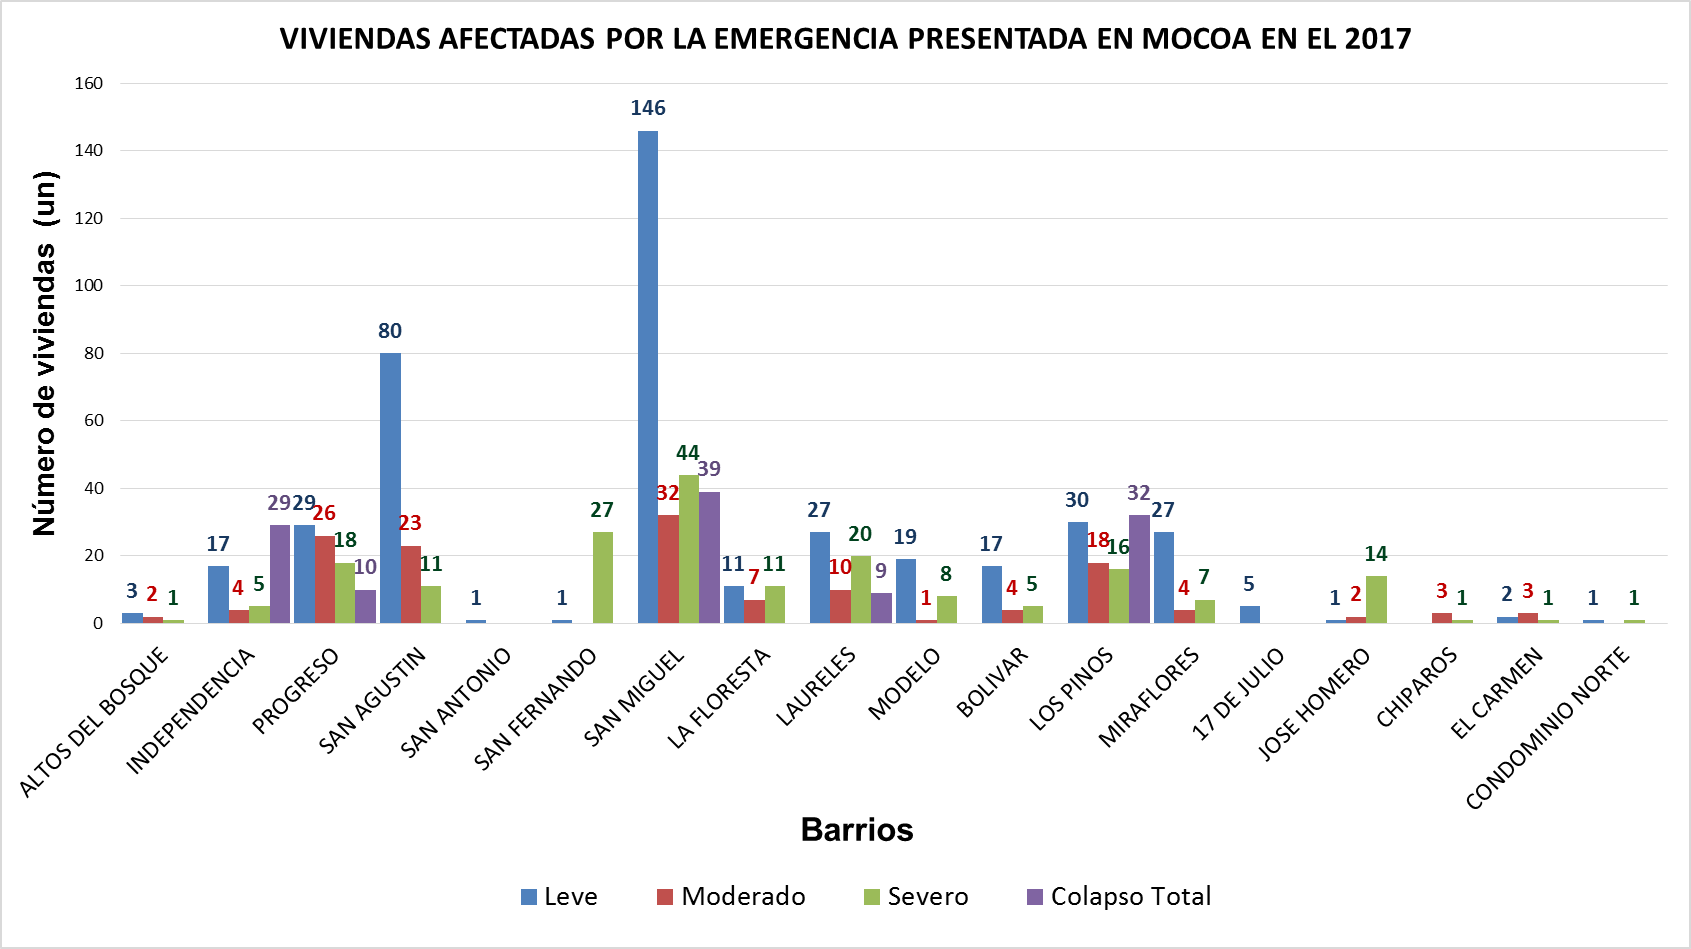 VIVIENDAS AFECTADAS POR LA EMERGENCIA PRESENTADA EN MOCOA EN EL 2017
Número de viviendas (un)
160
140
120
100
80
60
40
20
0
3 2 1
17 4 5 29
29 26 18 10
80 23 11
1
1 27
146 32 44 39
11 7 11
27 10 20 9
19 1 8
17 4 5
30 18 16 32
27 4 7
5
1 2 14
3 1
2 3 1
1 1
ALTOS DEL BOSQUE
INDEPENDENCIA
PROGRESO
SAN AGUSTIN
SAN ANTONIO
SAN FERNANDO
SAN MIGUEL
LA FLORESTA
LAURELES
MODELO
BOLIVAR
LOS PINOS
MIRAFLORES
17 DE JULIO
JOSE HOMERO
CHIPAROS
EL CARMEN
CONDOMINIO NORTE
Barrios
Leve Moderado Severo Colapso Total